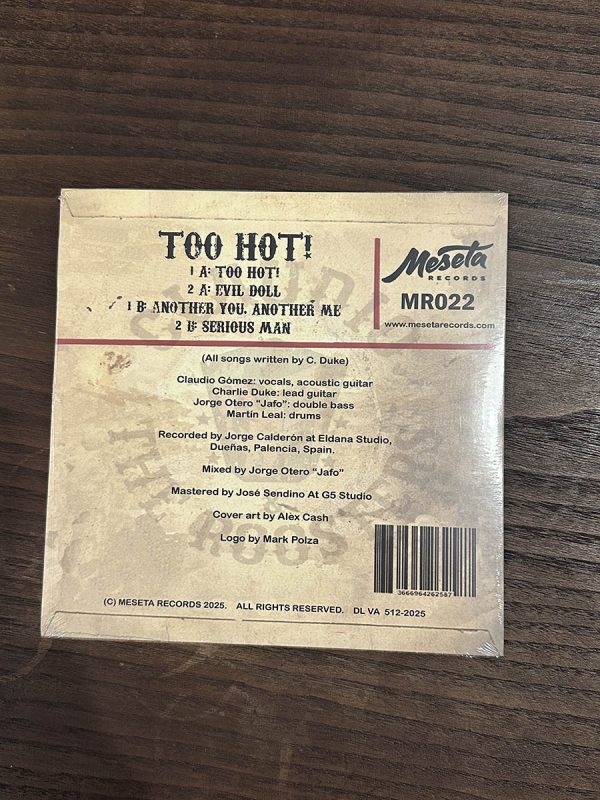 TOO HOT!
1 A: TOO HOT!
2 A: EVIL DOLL
1 B: ANOTHER YOU, ANOTHER ME
2 B: SERIOUS MAN
Meseta
RECORDS
MR022
www.mesetarecords.com
(All songs written by C. Duke)
Claudio Gómez: vocals, acoustic guitar
Charlie Duke: lead guitar
Jorge Otero "Jafo": double bass
Martín Leal: drums
Recorded by Jorge Calderón at Eldana Studio,
Dueñas, Palencia, Spain.
Mixed by Jorge Otero "Jafo"
Mastered by José Sendino At G5 Studio
Cover art by Alex Cash
Logo by Mark Polza
3666964262587
(C) MESETA RECORDS 2025. ALL RIGHTS RESERVED. DL VA 512-2025